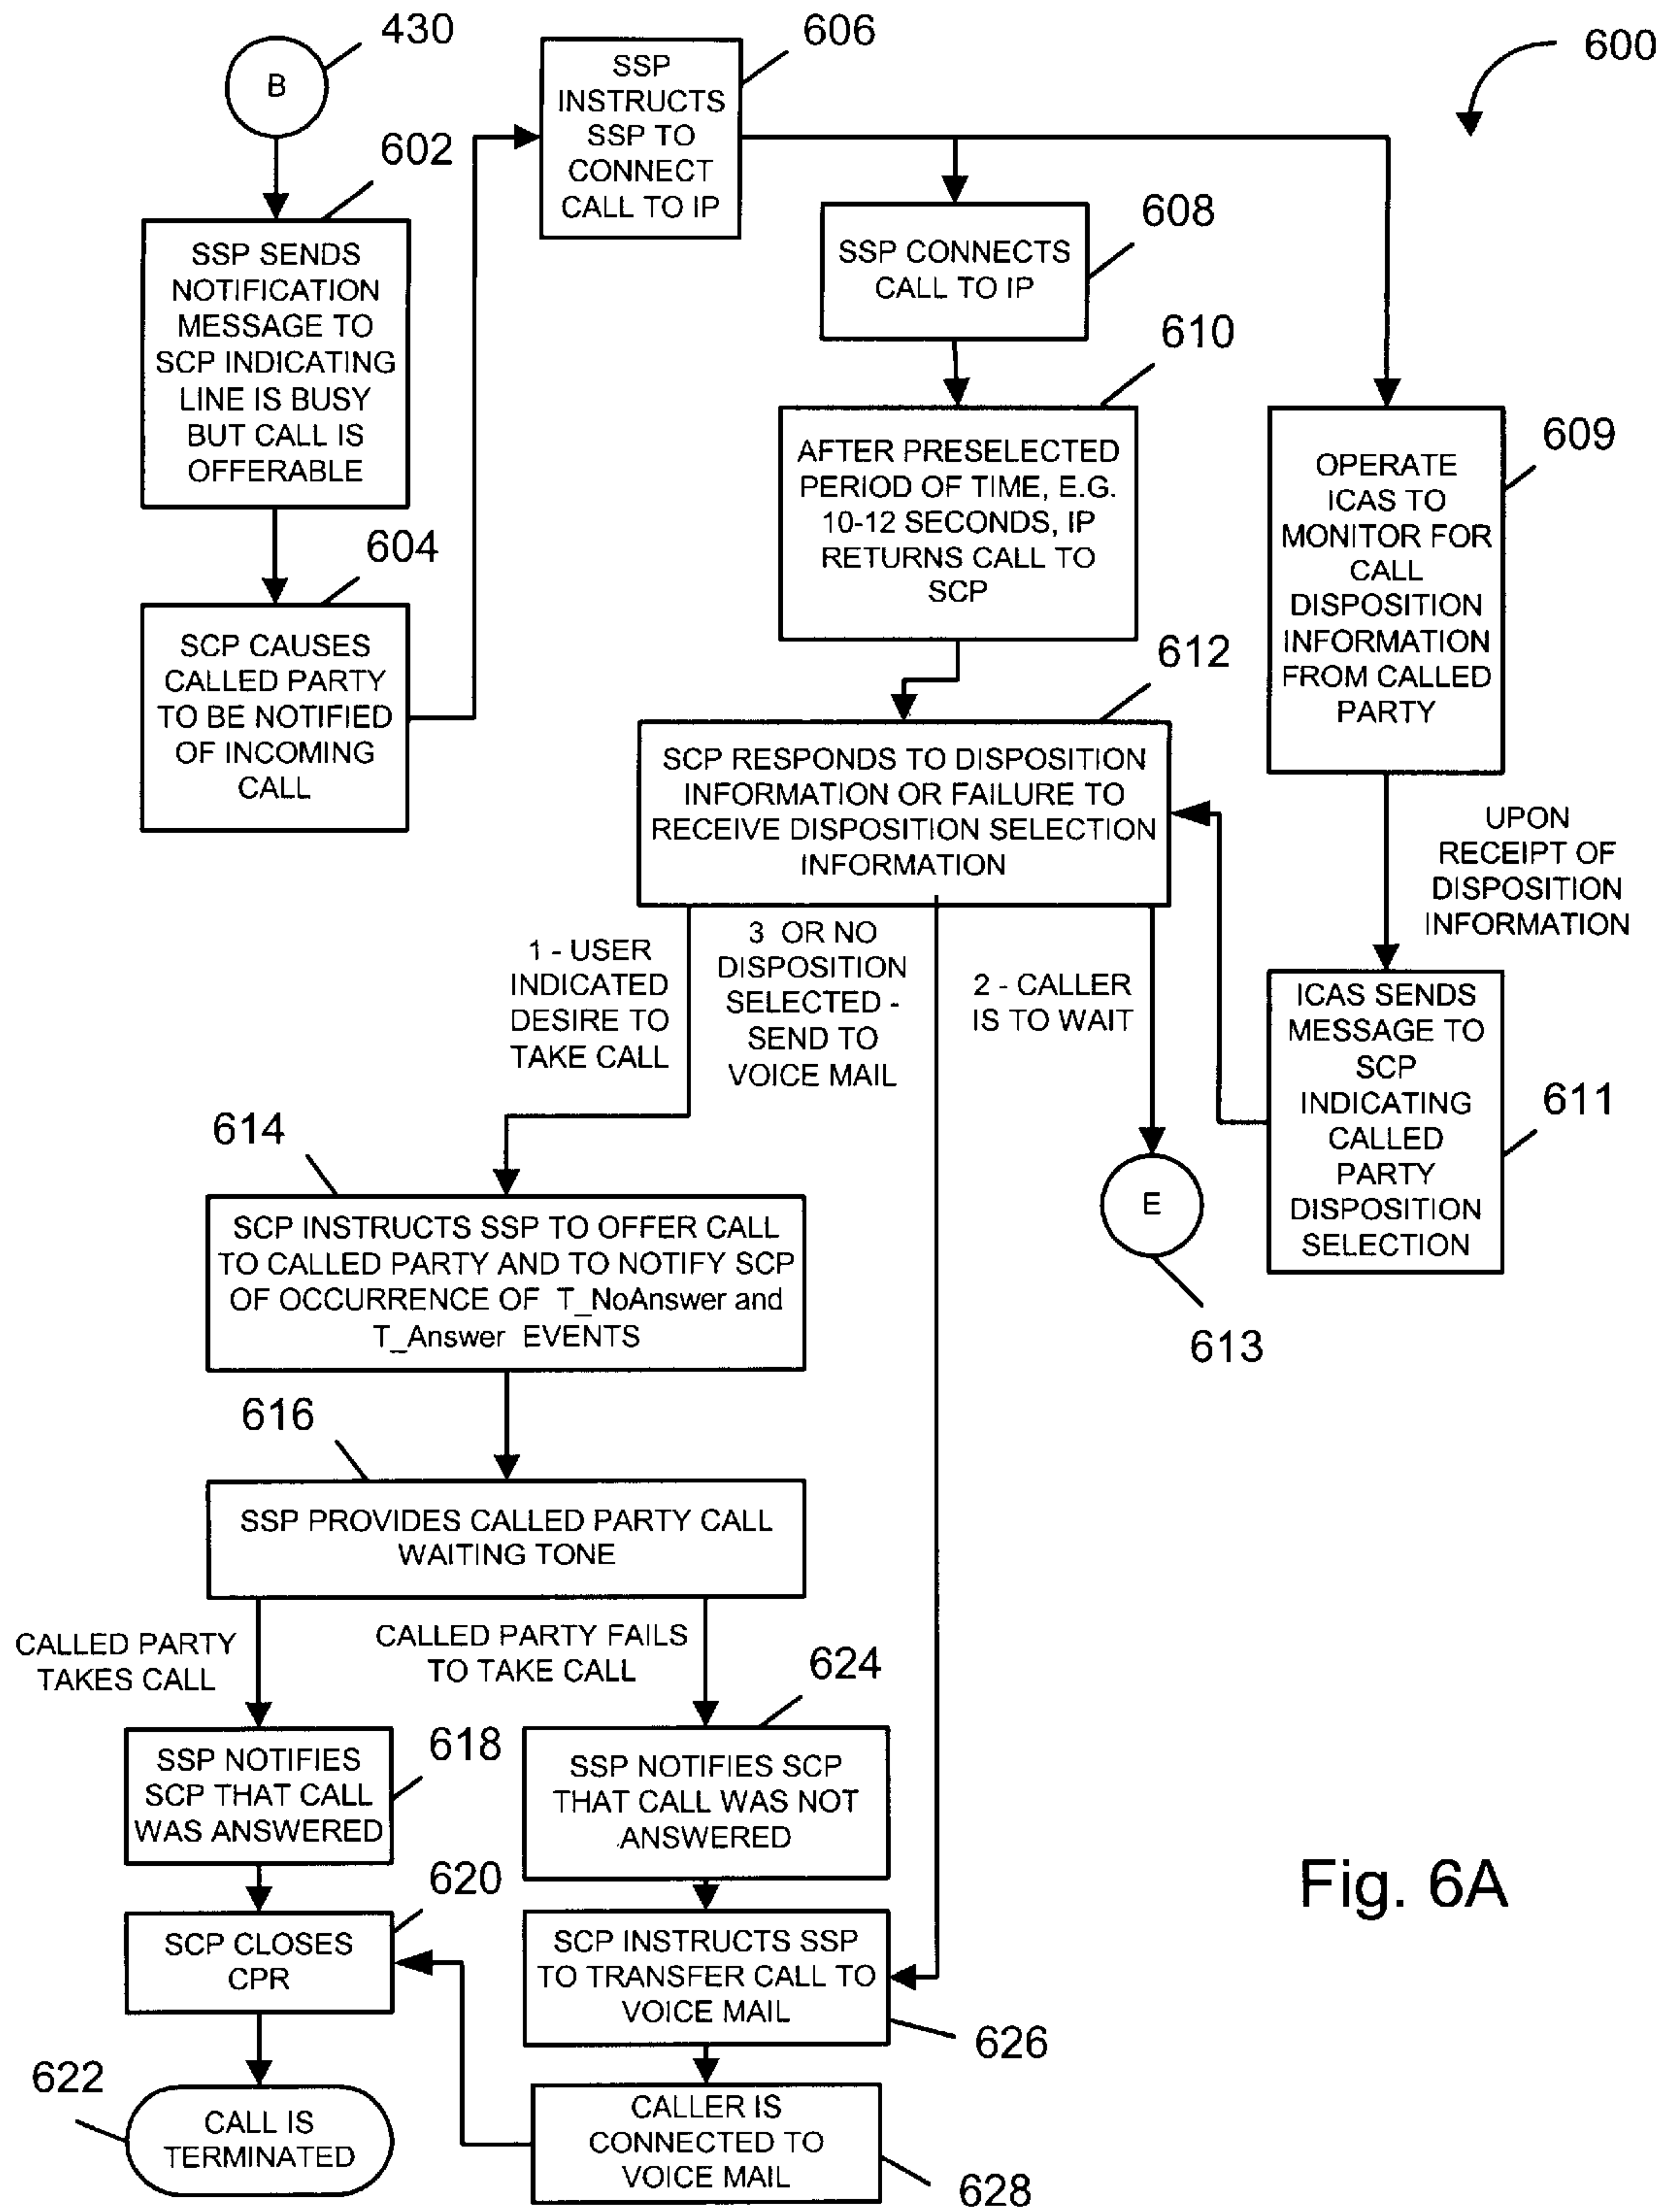 430
B
602
SSP SENDS
NOTIFICATION
MESSAGE TO
SCP INDICATING
LINE IS BUSY
BUT CALL IS
OFFERABLE
604
SCP CAUSES
CALLED PARTY
TO BE NOTIFIED
OF INCOMING
CALL
606
SSP
INSTRUCTS
SSP TO
CONNECT
CALL TO IP
600
608
SSP CONNECTS
CALL TO IP
610
AFTER PRESELECTED
PERIOD OF TIME, E.G.
10-12 SECONDS, IP
RETURNS CALL TO
SCP
609
OPERATE
ICAS TO
MONITOR FOR
CALL
DISPOSITION
INFORMATION
FROM CALLED
PARTY
612
SCP RESPONDS TO DISPOSITION
INFORMATION OR FAILURE TO
RECEIVE DISPOSITION SELECTION
INFORMATION
UPON
RECEIPT OF
DISPOSITION
INFORMATION
1 - USER
INDICATED
DESIRE TO
TAKE CALL
3 OR NO
DISPOSITION
SELECTED -
SEND TO
VOICE MAIL
2 - CALLER
IS TO WAIT
ICAS SENDS
MESSAGE TO
SCP
INDICATING
CALLED
PARTY
DISPOSITION
SELECTION
611
E
613
614
SCP INSTRUCTS SSP TO OFFER CALL
TO CALLED PARTY AND TO NOTIFY SCP
OF OCCURRENCE OF T_NoAnswer and
T_Answer EVENTS
616
SSP PROVIDES CALLED PARTY CALL
WAITING TONE
CALLED PARTY
TAKES CALL
CALLED PARTY FAILS
TO TAKE CALL
624
SSP NOTIFIES
SCP THAT CALL
WAS ANSWERED
618
SSP NOTIFIES SCP
THAT CALL WAS NOT
ANSWERED
620
SCP CLOSES
CPR
SCP INSTRUCTS SSP
TO TRANSFER CALL TO
VOICE MAIL
626
622
CALL IS
TERMINATED
CALLER IS
CONNECTED TO
VOICE MAIL
628
Fig. 6A